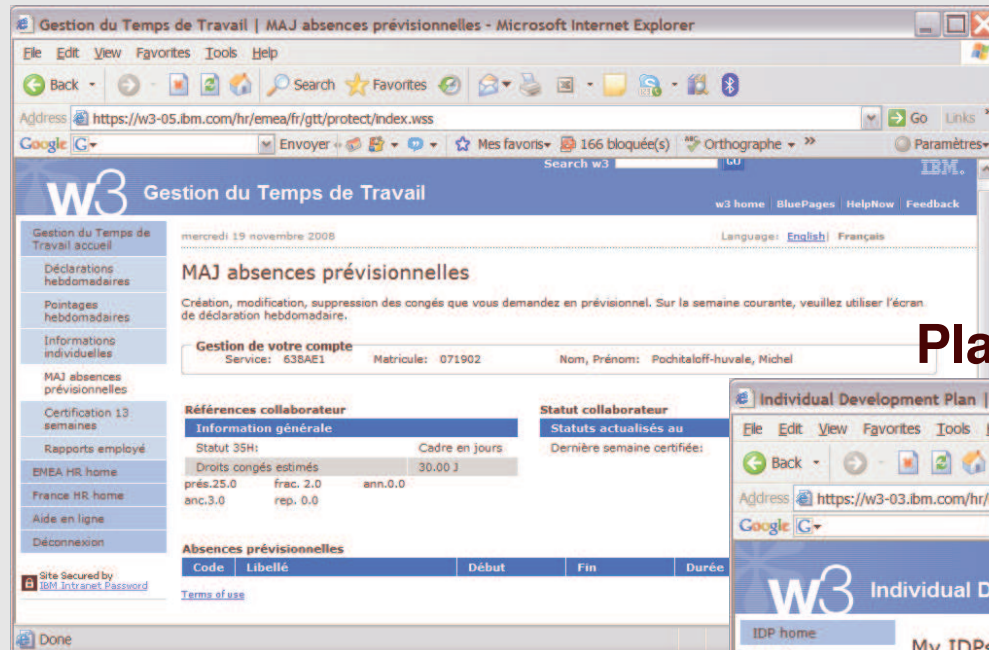 Gestion du Temps de Travail | MAJ absences prévisionnelles - Microsoft Internet Explorer
File Edit View Favorites Tools Help
Back Search Favorites
Address https://w3-05.ibm.com/hr/emea/fr/gtt/protect/index.wss Go Links »
Google G Envoyer Mes favoris 166 bloquée(s) Orthographe » Paramètres
Search w3 GO IBM.
w3 Gestion du Temps de Travail
w3 home BluePages HelpNow Feedback
Gestion du Temps de Travail accueil
Déclarations hebdomadaires
Pointages hebdomadaires
Informations individuelles
MAJ absences prévisionnelles
Certification 13 semaines
Rapports employé
EMEA HR home
France HR home
Aide en ligne
Déconnexion
Site Secured by
IBM Intranet Password
mercredi 19 novembre 2008 Language: English| Français
MAJ absences prévisionnelles
Création, modification, suppression des congés que vous demandez en prévisionnel. Sur la semaine courante, veuillez utiliser l'écran
de déclaration hebdomadaire.
Gestion de votre compte
Service: 638AE1 Matricule: 071902 Nom, Prénom: Pochitaloff-huvale, Michel
Références collaborateur Statut collaborateur
Information générale Statuts actualisés au
Statut 35H: Cadre en jours Dernière semaine certifiée:
Droits congés estimés 30.00 J
prés.25.0 frac. 2.0 ann.0.0
anc.3.0 rep. 0.0
Absences prévisionnelles
Code Libellé Début Fin Durée
Terms of use
Done
Pla
Individual Development Plan |
File Edit View Favorites Tools
Back
Address https://w3-03.ibm.com/hr/
Google G
w3 Individual D
IDP home
My IDPs